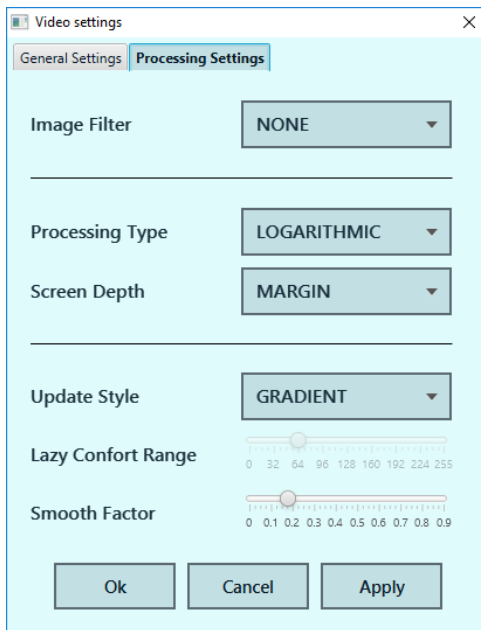 Video settings
General Settings Processing Settings
Image Filter NONE
Processing Type LOGARITHMIC
Screen Depth MARGIN
Update Style GRADIENT
Lazy Confort Range
0 32 64 96 128 160 192 224 255
Smooth Factor
0 0.1 0.2 0.3 0.4 0.5 0.6 0.7 0.8 0.9
Ok Cancel Apply